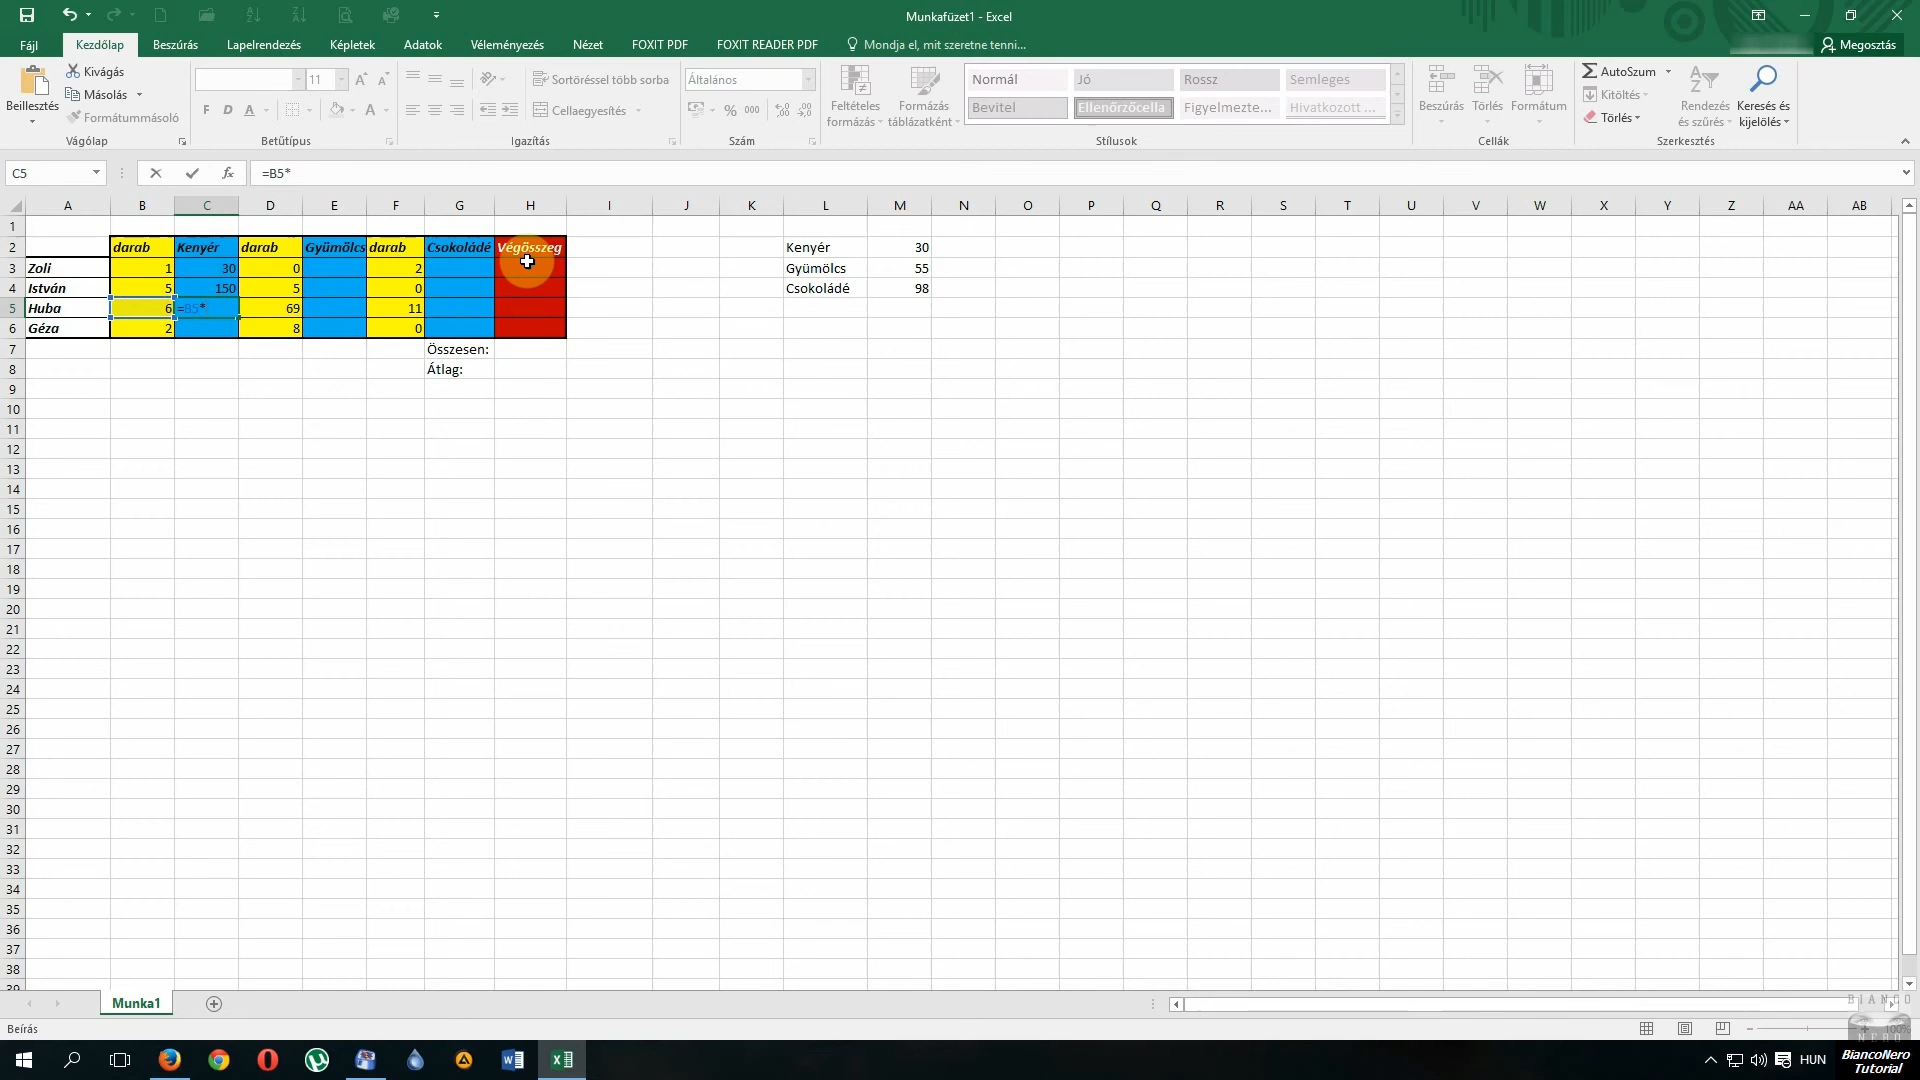 Munkafüzet1 - Excel
Fájl Kezdőlap Beszúrás Lapelrendezés Képletek Adatok Véleményezés Nézet FOXIT PDF FOXIT READER PDF Mondja el, mit szeretne tenni... Megosztás
Beillesztés Kivágás Másolás Formátummásoló
11 Sortöréssel több sorba Cellaegyesítés Általános
F D A A % 000
Feltételes formázás Formázás táblázatként
Normál Jó Rossz Semleges
Bevitel Ellenőrzőcella Figyelmezte... Hivatkozott ...
Beszúrás Törlés Formátum
AutoSzum Kitöltés Törlés Rendezés és szűrés Keresés és kijelölés
Vágólap Betűtípus Igazítás Szám Stílusok Cellák Szerkesztés
C5 fx =B5*
A B C D E F G H I J K L M N O P Q R S T U V W X Y Z AA AB
1
2 darab Kenyér darab Gyümölcs darab Csokoládé Végösszeg Kenyér 30
3 Zoli 1 30 0 2 Gyümölcs 55
4 István 5 150 5 0 Csokoládé 98
5 Huba 6 =B5* 69 11
6 Géza 2 8 0
7 Összesen:
8 Átlag:
9
10
11
12
13
14
15
16
17
18
19
20
21
22
23
24
25
26
27
28
29
30
31
32
33
34
35
36
37
38
39
Munka1
BIANCO
NERO
Beírás 100%
HUN
BiancoNero
Tutorial